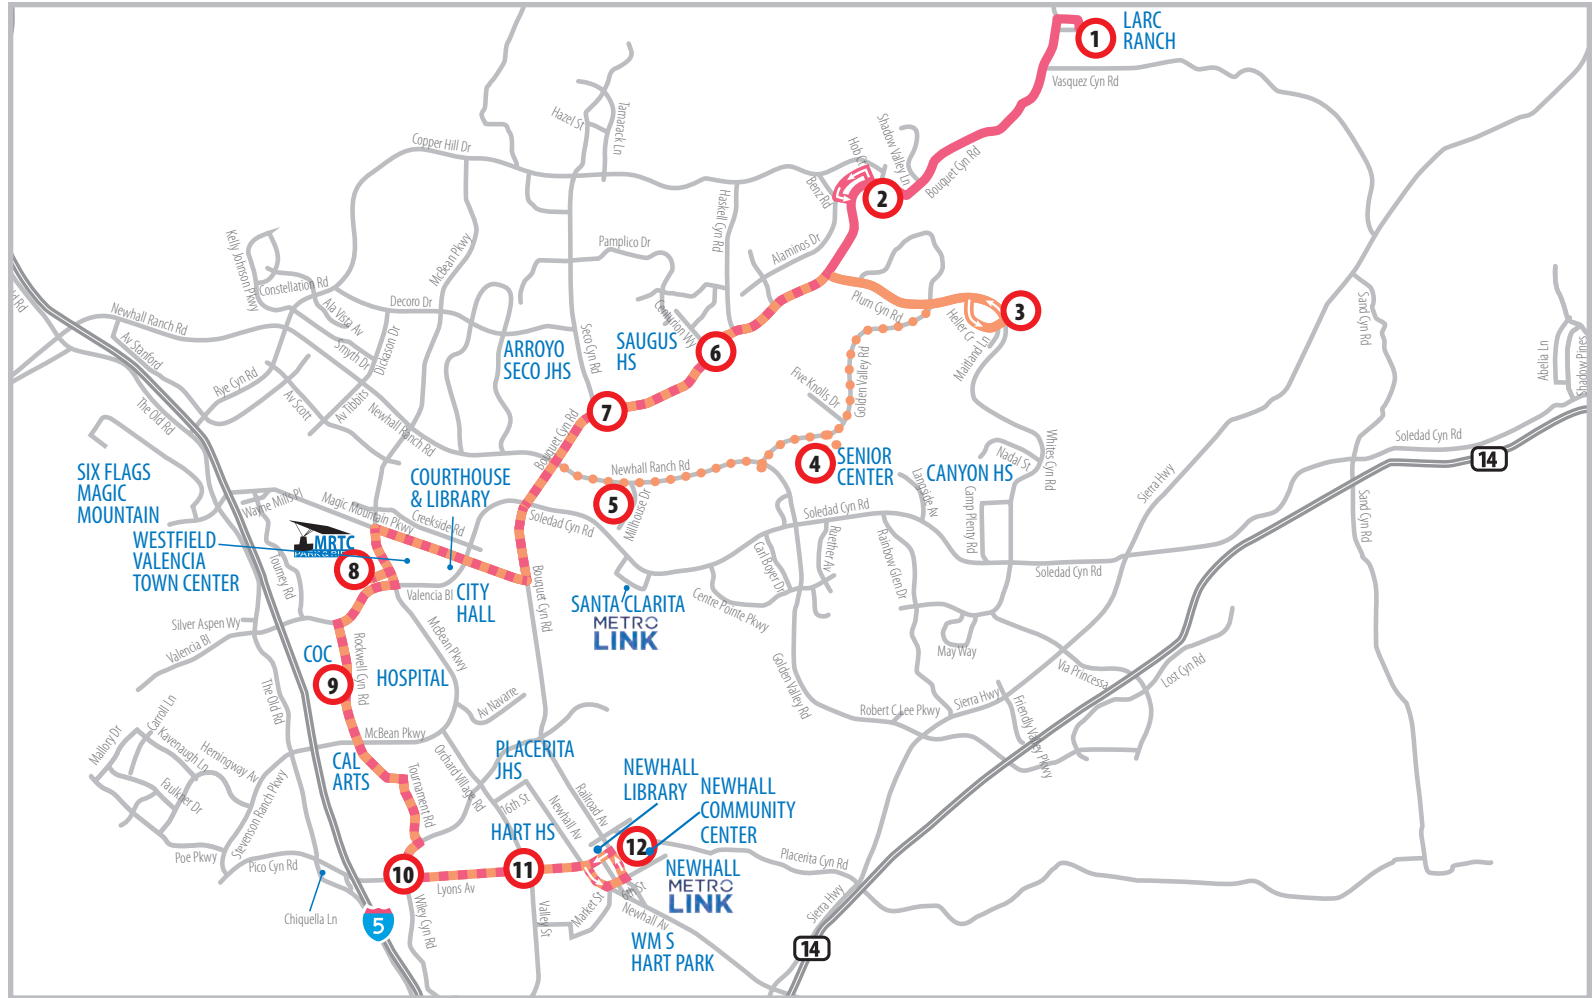 LARC
RANCH
1
Vasquez Cyn Rd
Tamarack Ln
Hazel St
Copper Hill Dr
Shadow Valley Ln
Hob Ct
Benz Rd
Bouquet Cyn Rd
2
Haskell Cyn Rd
Alaminos Dr
Pamplico Dr
Kelly Johnson Pkwy
Constellation Rd
McBean Pkwy
Decoro Dr
Ala Vista Av
Smyth Dr
Dickason Dr
Newhall Ranch Rd
Av Stanford
Rye Cyn Rd
Av Scott
Av Tibbits
Newhall Ranch Rd
The Old Rd
ld Rd
Centurion Wy
Seco Cyn Rd
ARROYO
SECO JHS
SAUGUS
HS
6
7
Plum Cyn Rd
Heller Cr
Maitland Ln
3
Golden Valley Rd
Five Knolls Dr
Sand Cyn Rd
Abelia Ln
Shadow Pines
Soledad Cyn Rd
14
Bouquet Cyn Rd
Newhall Ranch Rd
4
SENIOR
CENTER
5
Millhouse Dr
CANYON HS
Nadal St
Whites Cyn Rd
Langside Av
Camp Plenty Rd
Sierra Hwy
Sand Cyn Rd
SIX FLAGS
MAGIC
MOUNTAIN
COURTHOUSE
& LIBRARY
Wayne Mills Pl
Magic Mountain Pkwy
Creekside Rd
Soledad Cyn Rd
Soledad Cyn Rd
Soledad Cyn Rd
MRTC
PARK & RIDE
WESTFIELD
VALENCIA
TOWN CENTER
8
Tourney Rd
Valencia Bl
CITY
HALL
Bouquet Cyn Rd
SANTA CLARITA
METRO
LINK
Centre Pointe Pkwy
Carl Boyer Dr
Ruether Av
Rainbow Glen Dr
May Way
Via Princessa
Lost Cyn Rd
Silver Aspen Wy
Valencia Bl
COC
9
Rockwell Cyn Rd
HOSPITAL
McBean Pkwy
Av Navarre
The Old Rd
Golden Valley Rd
Robert C Lee Pkwy
Sierra Hwy
Friendly Valley Pkwy
Mallory Dr
Carroll Ln
Kavenaugh Ln
Hemingway Av
Faulkner Dr
Stevenson Ranch Pkwy
Poe Pkwy
Pico Cyn Rd
Chiquella Ln
McBean Pkwy
CAL
ARTS
Tournament Rd
Orchard Village Rd
PLACERITA
JHS
16th St
HART HS
Newhall Av
Railroad Av
NEWHALL
LIBRARY
NEWHALL
COMMUNITY
CENTER
12
10
11
Lyons Av
Wiley Cyn Rd
Valley St
Market St
6th St
Newhall Av
NEWHALL
METRO
LINK
WM S
HART PARK
Placerita Cyn Rd
Sierra Hwy
14
5